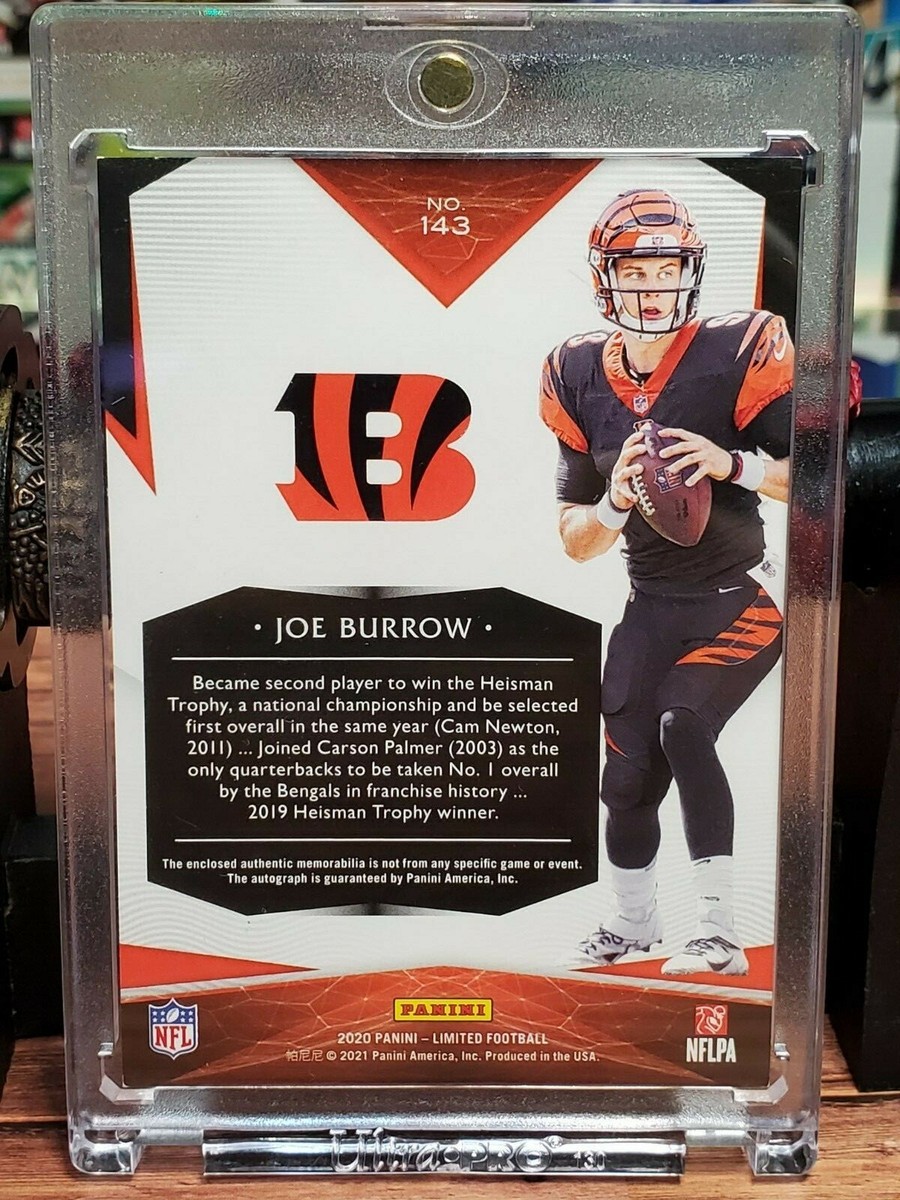 NO.
143
JOE BURROW
Became second player to win the Heisman
Trophy, a national championship and be selected
first overall in the same year (Cam Newton,
2011) ... Joined Carson Palmer (2003) as the
only quarterbacks to be taken No. 1 overall
by the Bengals in franchise history ...
2019 Heisman Trophy winner.
The enclosed authentic memorabilia is not from any specific game or event.
The autograph is guaranteed by Panini America, Inc.
NFL
PANINI
2020 PANINI – LIMITED FOOTBALL
帕尼尼 © 2021 Panini America, Inc. Produced in the USA.
NFLPA
Ultra·PRO